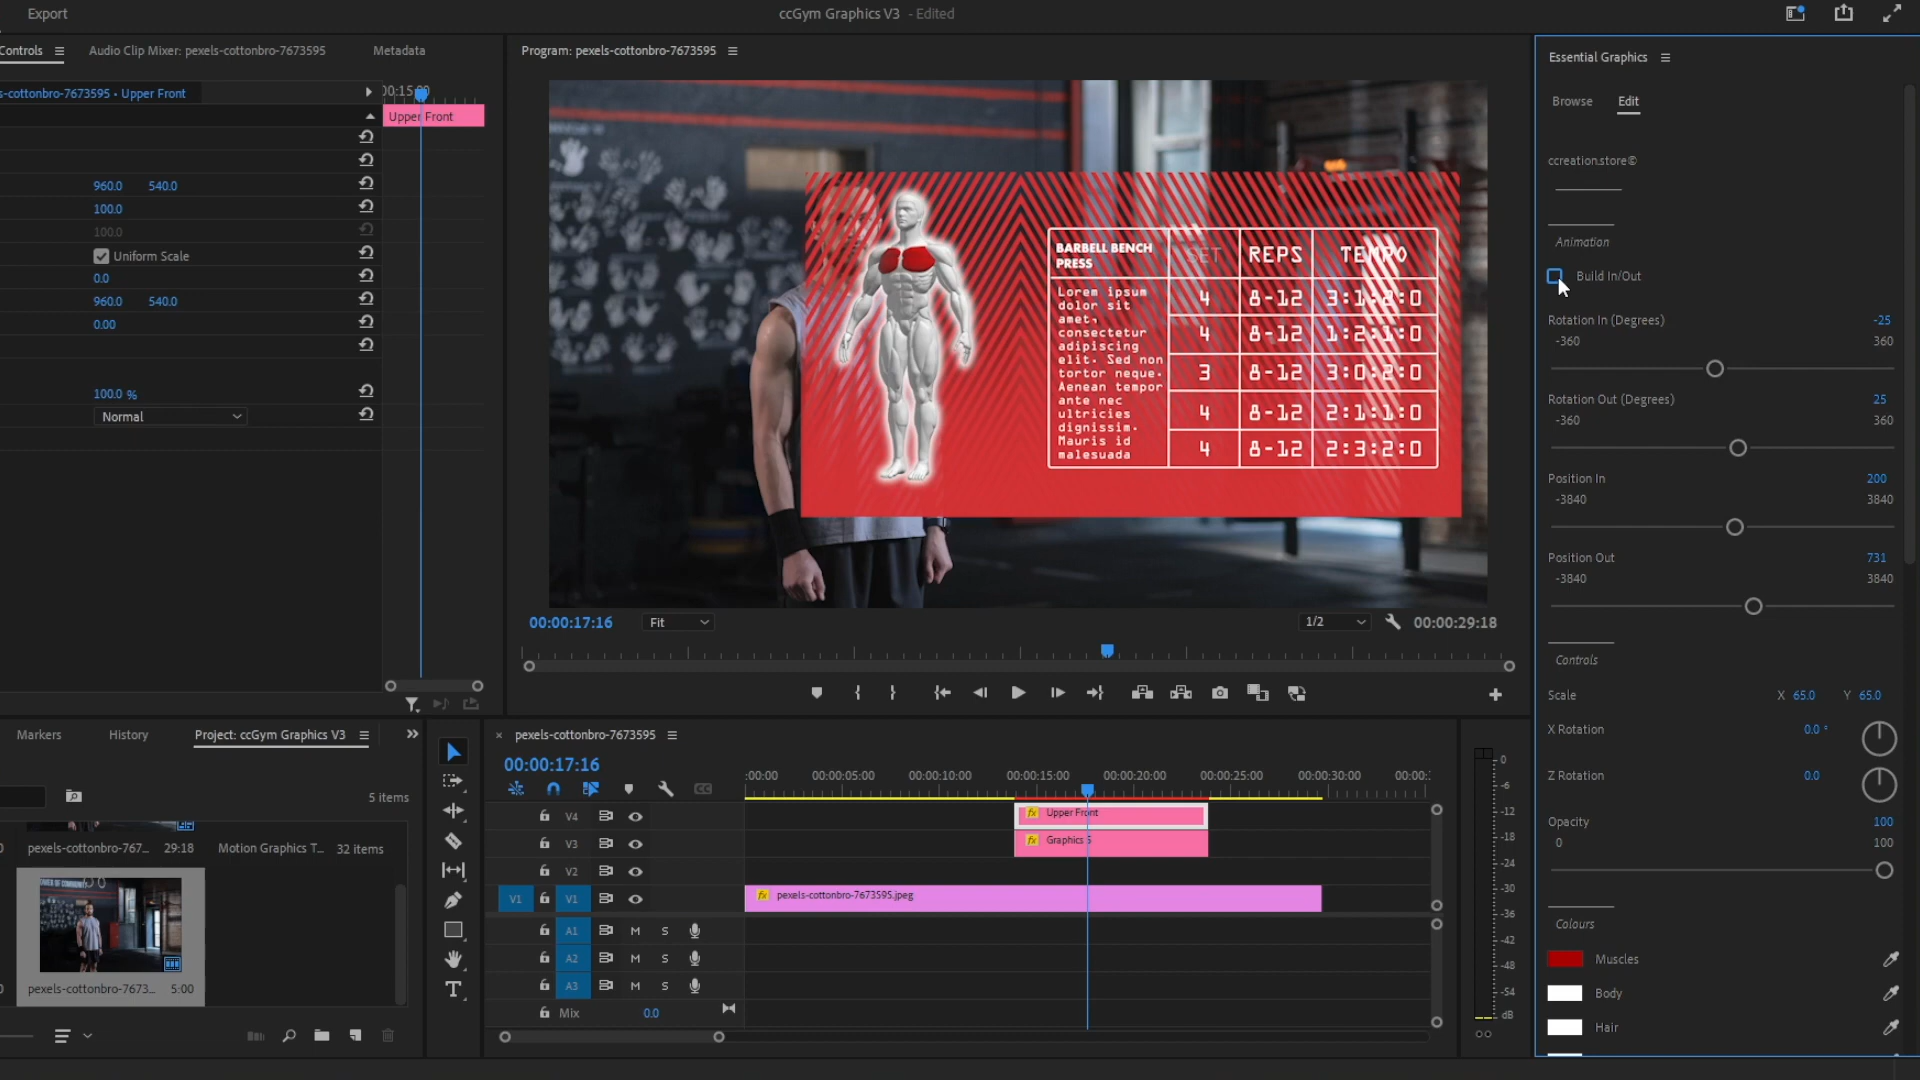 Export
ccGym Graphics V3 - Edited
Controls
Audio Clip Mixer: pexels-cottonbro-7673595
Metadata
s-cottonbro-7673595 • Upper Front
Upper Front
960.0 540.0
100.0
100.0
Uniform Scale
0.0
960.0 540.0
0.00
100.0 %
Normal
Program: pexels-cottonbro-7673595
BARBELL BENCH
PRESS
SET REPS TEMPO
Lorem ipsum
dolor sit
amet,
consectetur
adipiscing
elit. Sed non
tortor neque.
Aenean tempor
ante nec
ultricies
dignissim.
Mauris id
malesuada
4 8-12 3:1:2:0
4 8-12 1:2:1:0
3 8-12 3:0:2:0
4 8-12 2:1:1:0
4 8-12 2:3:2:0
00:00:17:16
Fit
1/2
00:00:29:18
Essential Graphics
Browse
Edit
ccreation.store©
Animation
Build In/Out
Rotation In (Degrees) -25
-360 360
Rotation Out (Degrees) 25
-360 360
Position In 200
-3840 3840
Position Out 731
-3840 3840
Controls
Scale X 65.0 Y 65.0
X Rotation 0.0 °
Z Rotation 0.0
Opacity 100
0 100
Colours
Muscles
Body
Hair
Markers
History
Project: ccGym Graphics V3
5 items
pexels-cottonbro-767... 29:18
Motion Graphics T... 32 items
pexels-cottonbro-7673... 5:00
pexels-cottonbro-7673595
00:00:17:16
:00:00 00:00:05:00 00:00:10:00 00:00:15:00 00:00:20:00 00:00:25:00 00:00:30:00
V4
Upper Front
V3
V2
V1 V1
pexels-cottonbro-7673595.jpeg
A1 M S
A2 M S
A3 M S
Mix 0.0
0
-6
-12
-18
-24
-30
-36
-42
-48
-54
dB